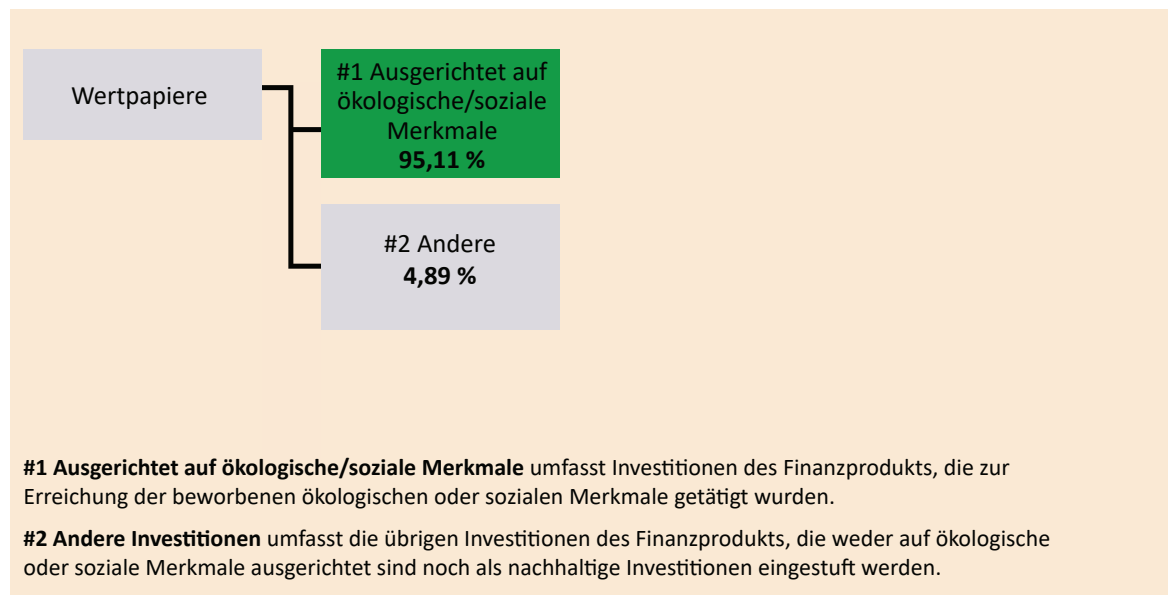 Wertpapiere
#1 Ausgerichtet auf
ökologische/soziale
Merkmale
95,11 %
#2 Andere
4,89 %
#1 Ausgerichtet auf ökologische/soziale Merkmale umfasst Investitionen des Finanzprodukts, die zur
Erreichung der beworbenen ökologischen oder sozialen Merkmale getätigt wurden.
#2 Andere Investitionen umfasst die übrigen Investitionen des Finanzprodukts, die weder auf ökologische
oder soziale Merkmale ausgerichtet sind noch als nachhaltige Investitionen eingestuft werden.